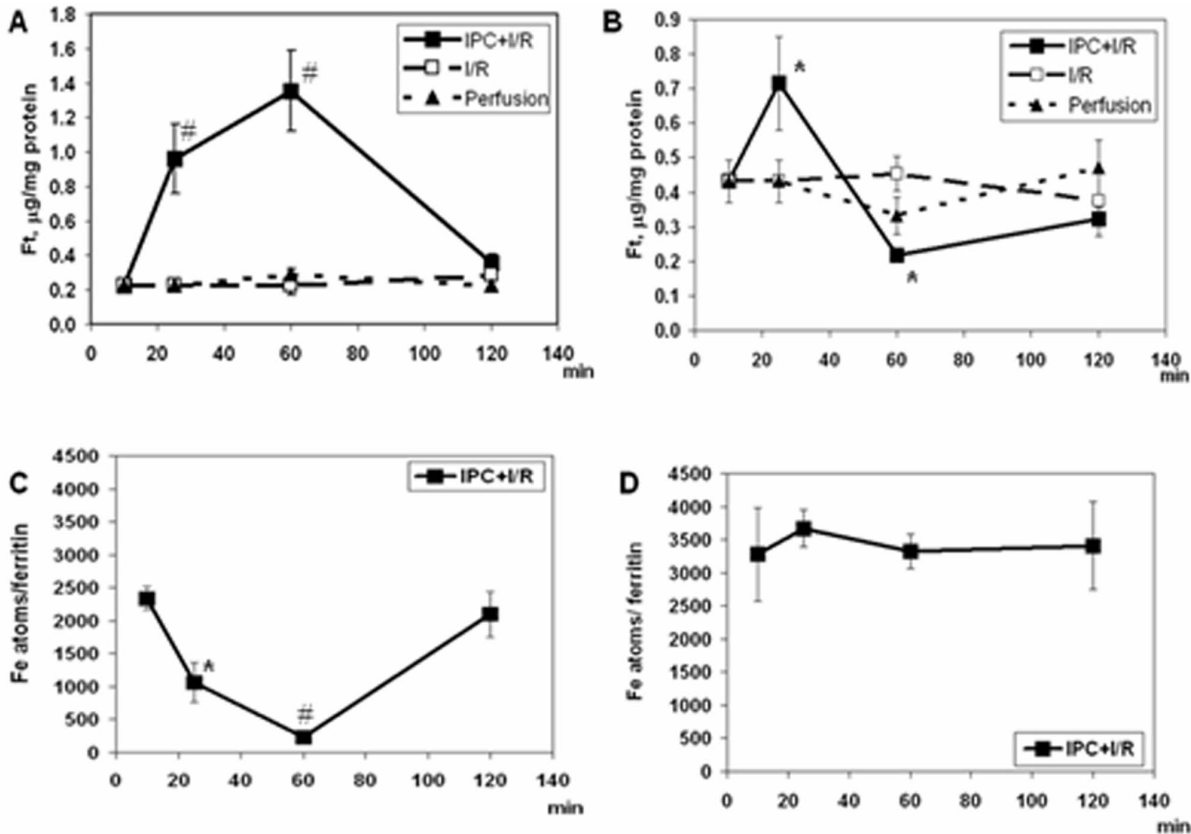 A
Ft, µg/mg protein
1.8
1.6
1.4
1.2
1.0
0.8
0.6
0.4
0.2
0.0
0 20 40 60 80 100 120 140
min
IPC+I/R
I/R
Perfusion
#
#
B
Ft, µg/mg protein
0.9
0.8
0.7
0.6
0.5
0.4
0.3
0.2
0.1
0.0
0 20 40 60 80 100 120 140
min
IPC+I/R
I/R
Perfusion
*
*
C
Fe atoms/ferritin
4500
4000
3500
3000
2500
2000
1500
1000
500
0
0 20 40 60 80 100 120 140
min
IPC+I/R
*
#
D
Fe atoms/ ferritin
4500
4000
3500
3000
2500
2000
1500
1000
500
0
0 20 40 60 80 100 120 140
min
IPC+I/R